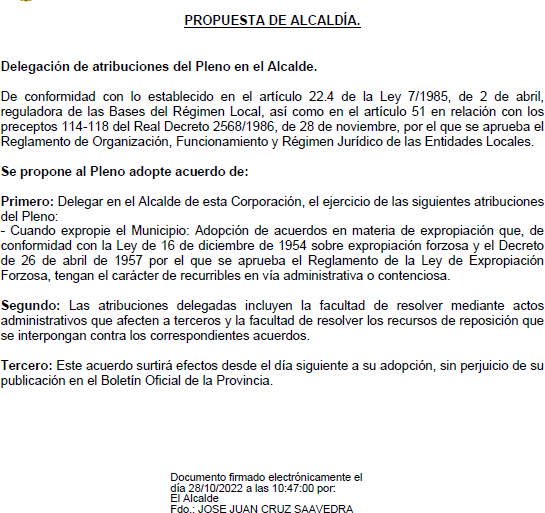 PROPUESTA DE ALCALDÍA.
Delegación de atribuciones del Pleno en el Alcalde.
De conformidad con lo establecido en el artículo 22.4 de la Ley 7/1985, de 2 de abril,
reguladora de las Bases del Régimen Local, así como en el artículo 51 en relación con los
preceptos 114-118 del Real Decreto 2568/1986, de 28 de noviembre, por el que se aprueba el
Reglamento de Organización, Funcionamiento y Régimen Jurídico de las Entidades Locales.
Se propone al Pleno adopte acuerdo de:
Primero: Delegar en el Alcalde de esta Corporación, el ejercicio de las siguientes atribuciones
del Pleno:
- Cuando expropie el Municipio: Adopción de acuerdos en materia de expropiación que, de
conformidad con la Ley de 16 de diciembre de 1954 sobre expropiación forzosa y el Decreto
de 26 de abril de 1957 por el que se aprueba el Reglamento de la Ley de Expropiación
Forzosa, tengan el carácter de recurribles en vía administrativa o contenciosa.
Segundo: Las atribuciones delegadas incluyen la facultad de resolver mediante actos
administrativos que afecten a terceros y la facultad de resolver los recursos de reposición que
se interpongan contra los correspondientes acuerdos.
Tercero: Este acuerdo surtirá efectos desde el día siguiente a su adopción, sin perjuicio de su
publicación en el Boletín Oficial de la Provincia.
Documento firmado electrónicamente el
día 28/10/2022 a las 10:47:00 por:
El Alcalde
Fdo.: JOSE JUAN CRUZ SAAVEDRA